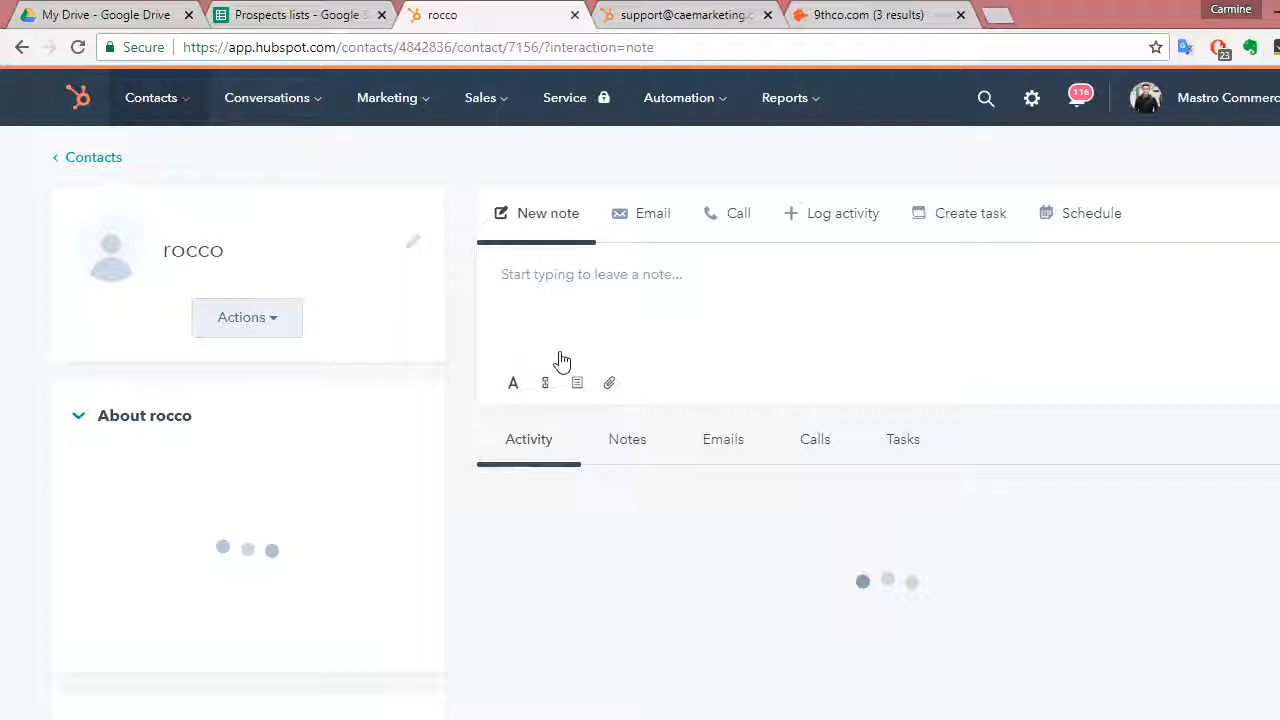 My Drive - Google Drive
Prospects lists - Google S
rocco
support@caemarketing.c
9thco.com (3 results)
Carmine
Secure
https://app.hubspot.com/contacts/4842836/contact/7156/?interaction=note
23
Contacts
Conversations
Marketing
Sales
Service
Automation
Reports
116
Mastro Commerc
Contacts
rocco
Actions
New note
Email
Call
Log activity
Create task
Schedule
Start typing to leave a note...
A
About rocco
Activity
Notes
Emails
Calls
Tasks